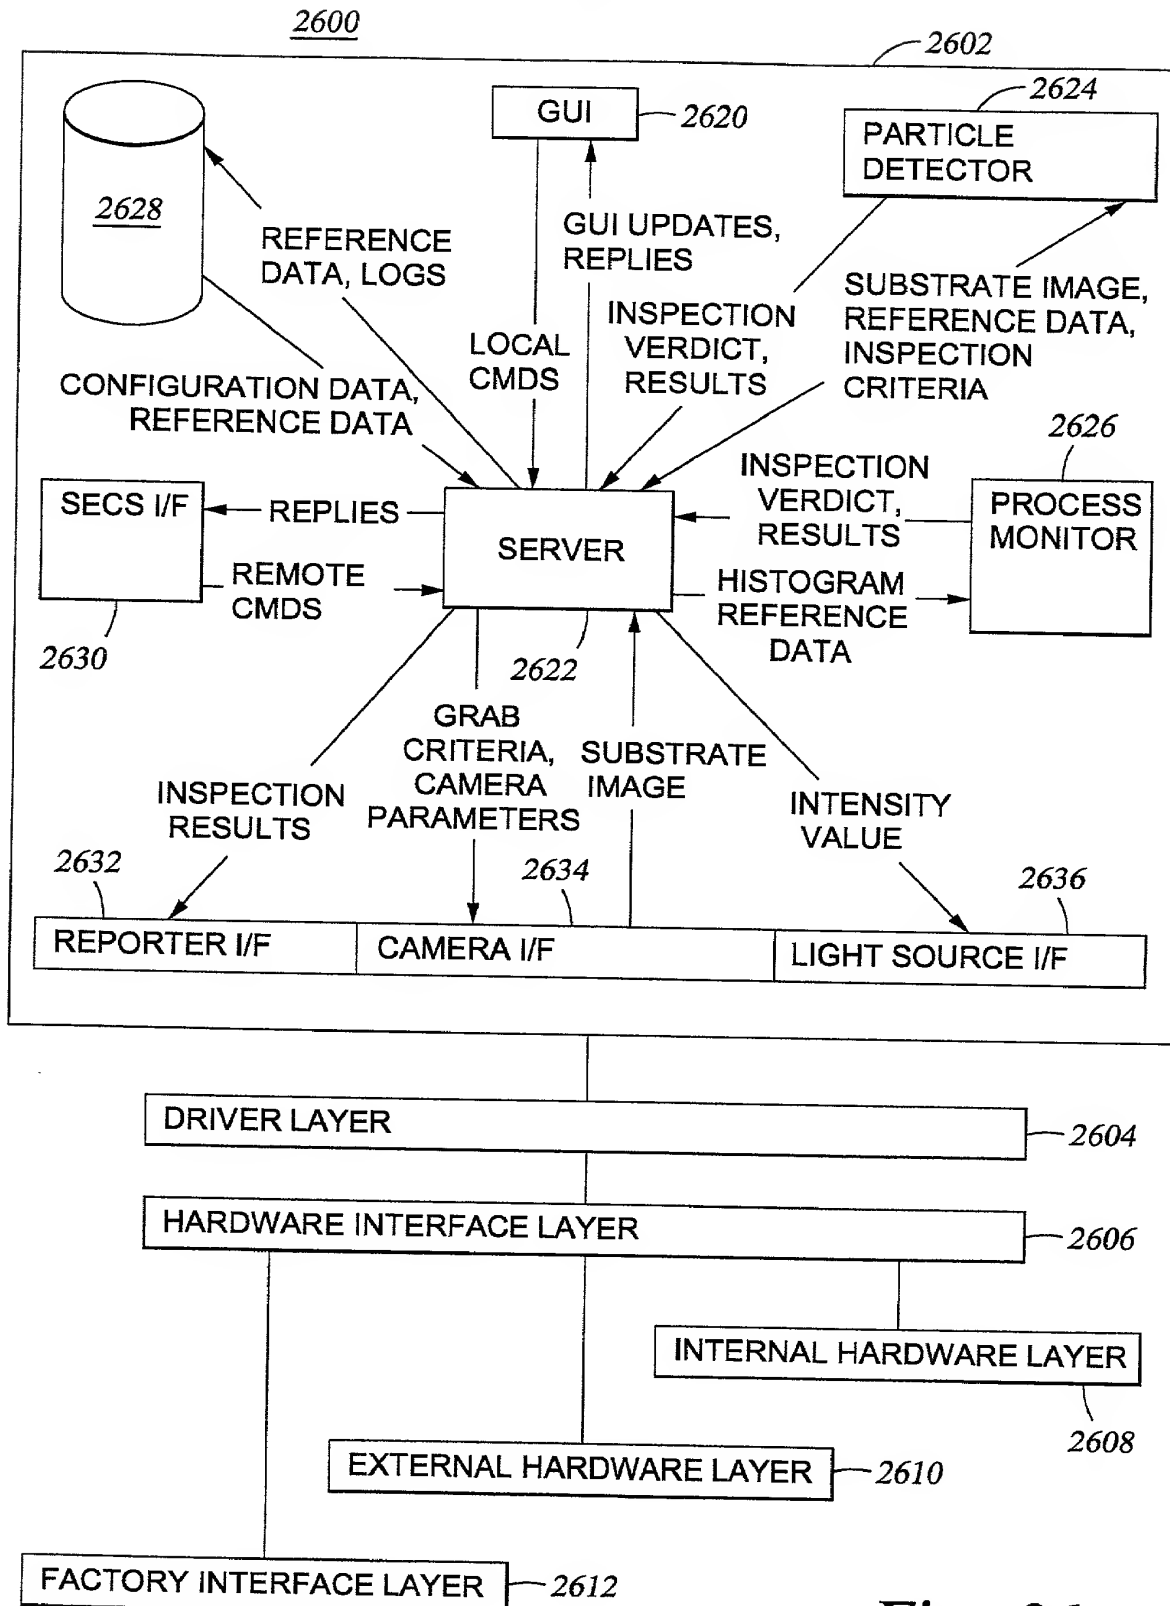 2600
2602
GUI
2620
2624
PARTICLE
DETECTOR
2628
REFERENCE
DATA, LOGS
GUI UPDATES,
REPLIES
SUBSTRATE IMAGE,
REFERENCE DATA,
INSPECTION
CRITERIA
INSPECTION
VERDICT,
RESULTS
LOCAL
CMDS
CONFIGURATION DATA,
REFERENCE DATA
2626
SECS I/F
REPLIES
REMOTE
CMDS
2630
SERVER
2622
INSPECTION
VERDICT,
RESULTS
PROCESS
MONITOR
HISTOGRAM
REFERENCE
DATA
INSPECTION
RESULTS
GRAB
CRITERIA,
CAMERA
PARAMETERS
SUBSTRATE
IMAGE
INTENSITY
VALUE
2632
2634
2636
REPORTER I/F
CAMERA I/F
LIGHT SOURCE I/F
DRIVER LAYER
2604
HARDWARE INTERFACE LAYER
2606
INTERNAL HARDWARE LAYER
2608
EXTERNAL HARDWARE LAYER
2610
FACTORY INTERFACE LAYER
2612